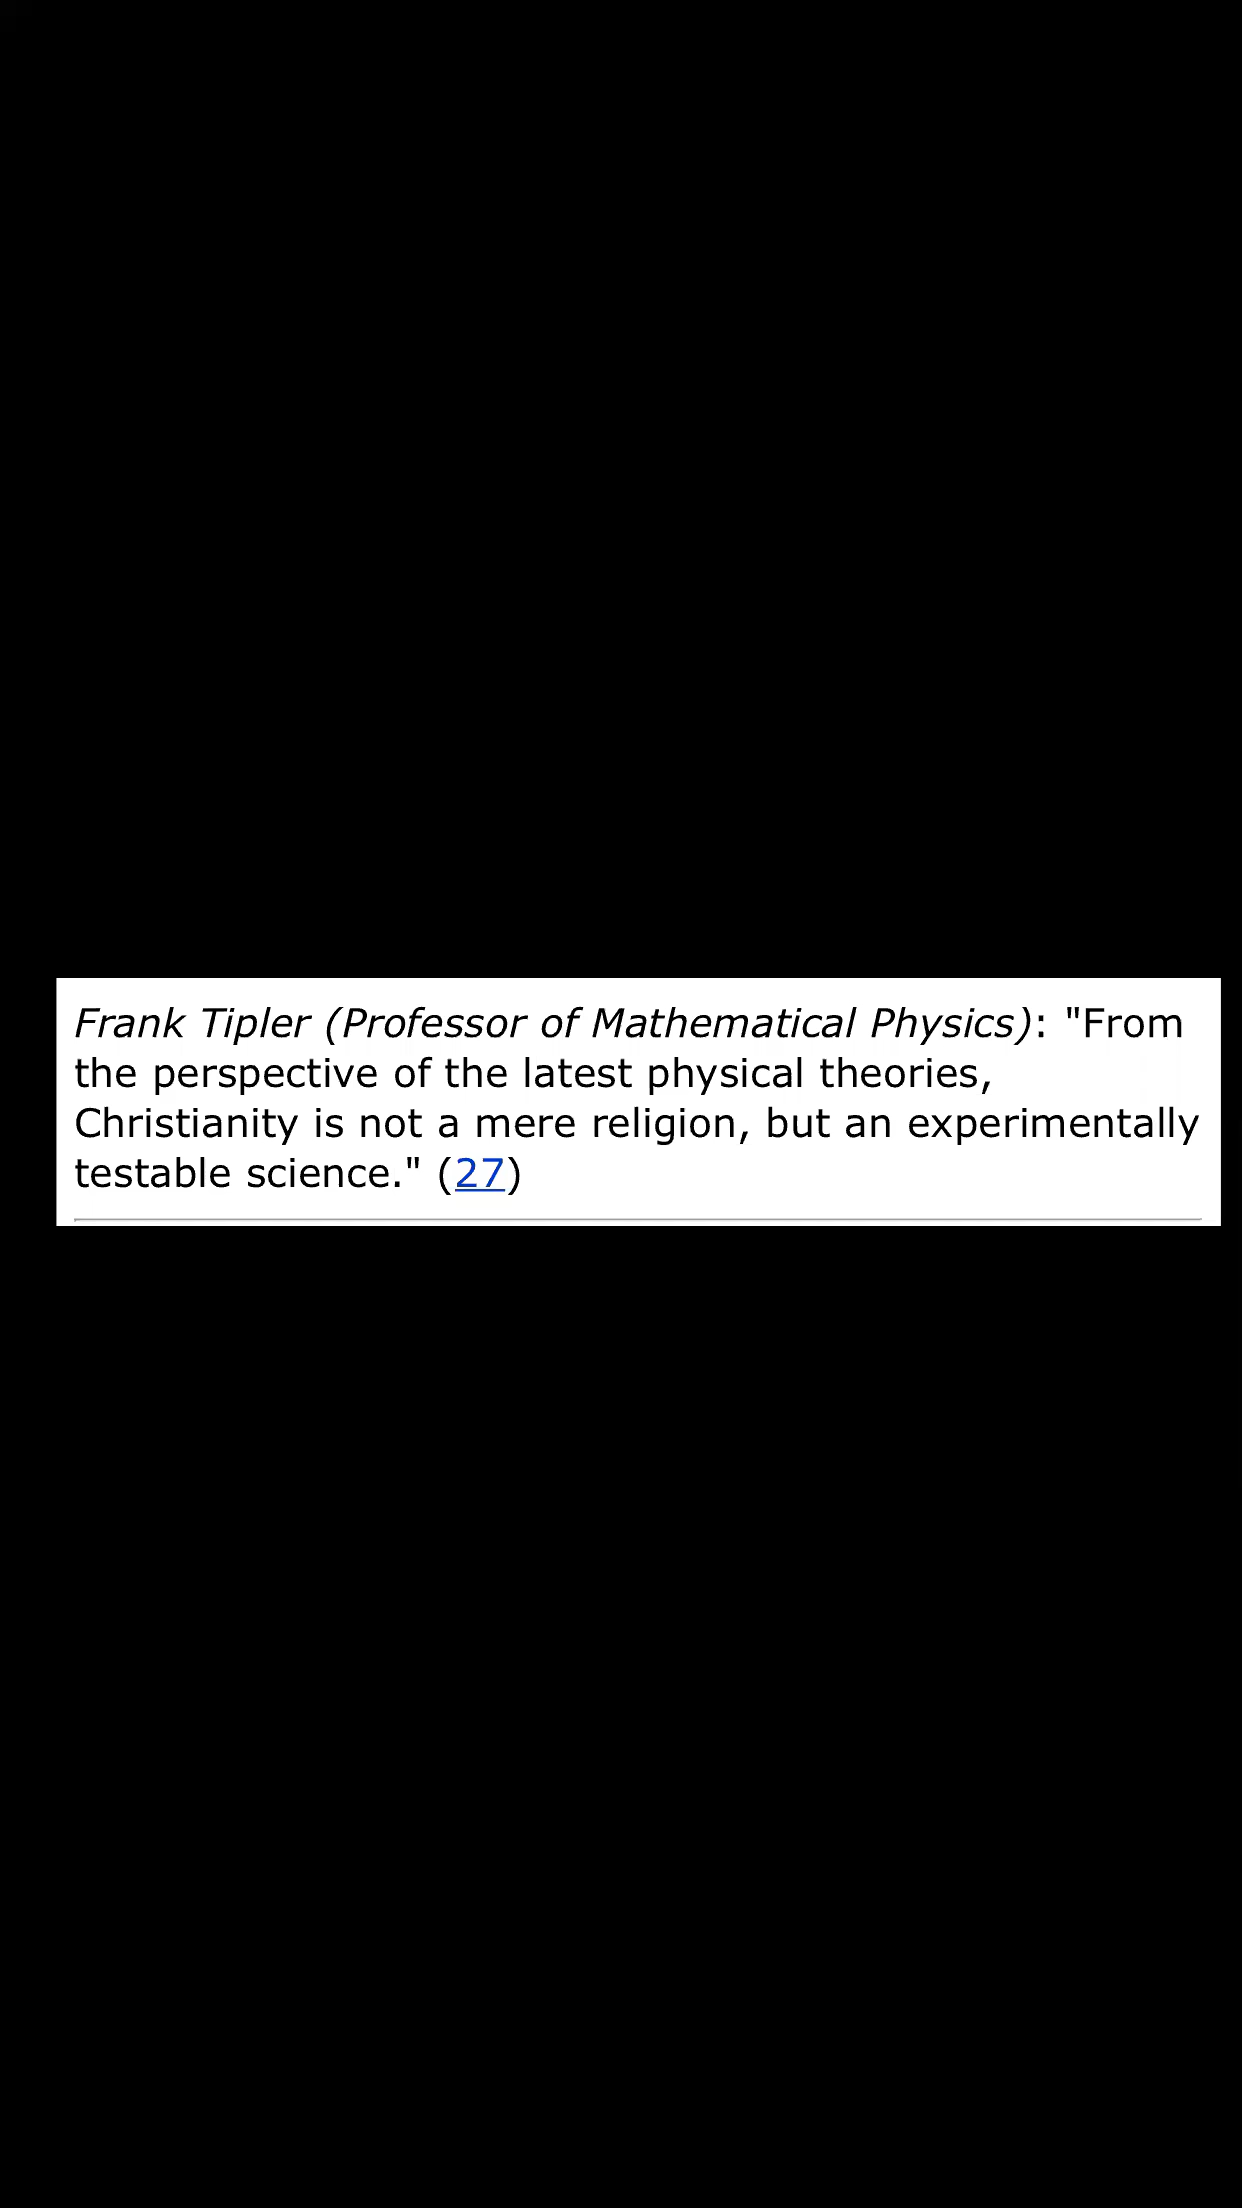 Frank Tipler (Professor of Mathematical Physics): "From
the perspective of the latest physical theories,
Christianity is not a mere religion, but an experimentally
testable science." (27)